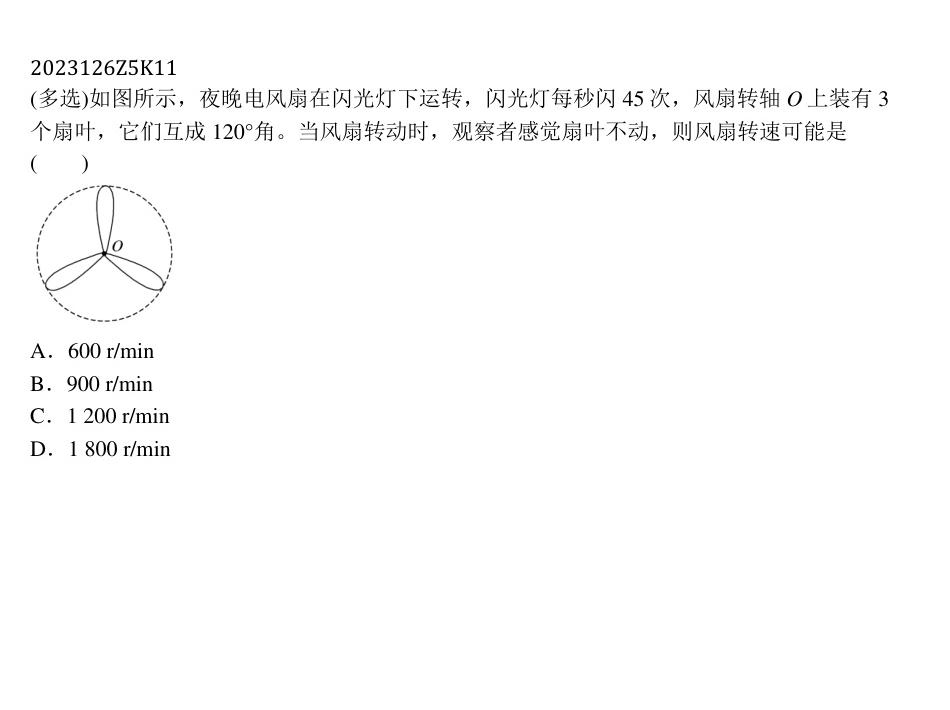 2023126Z5K11
(多选)如图所示，夜晚电风扇在闪光灯下运转，闪光灯每秒闪 45 次，风扇转轴 O 上装有 3
个扇叶，它们互成 120°角。当风扇转动时，观察者感觉扇叶不动，则风扇转速可能是
(　　)
O
A．600 r/min
B．900 r/min
C．1 200 r/min
D．1 800 r/min